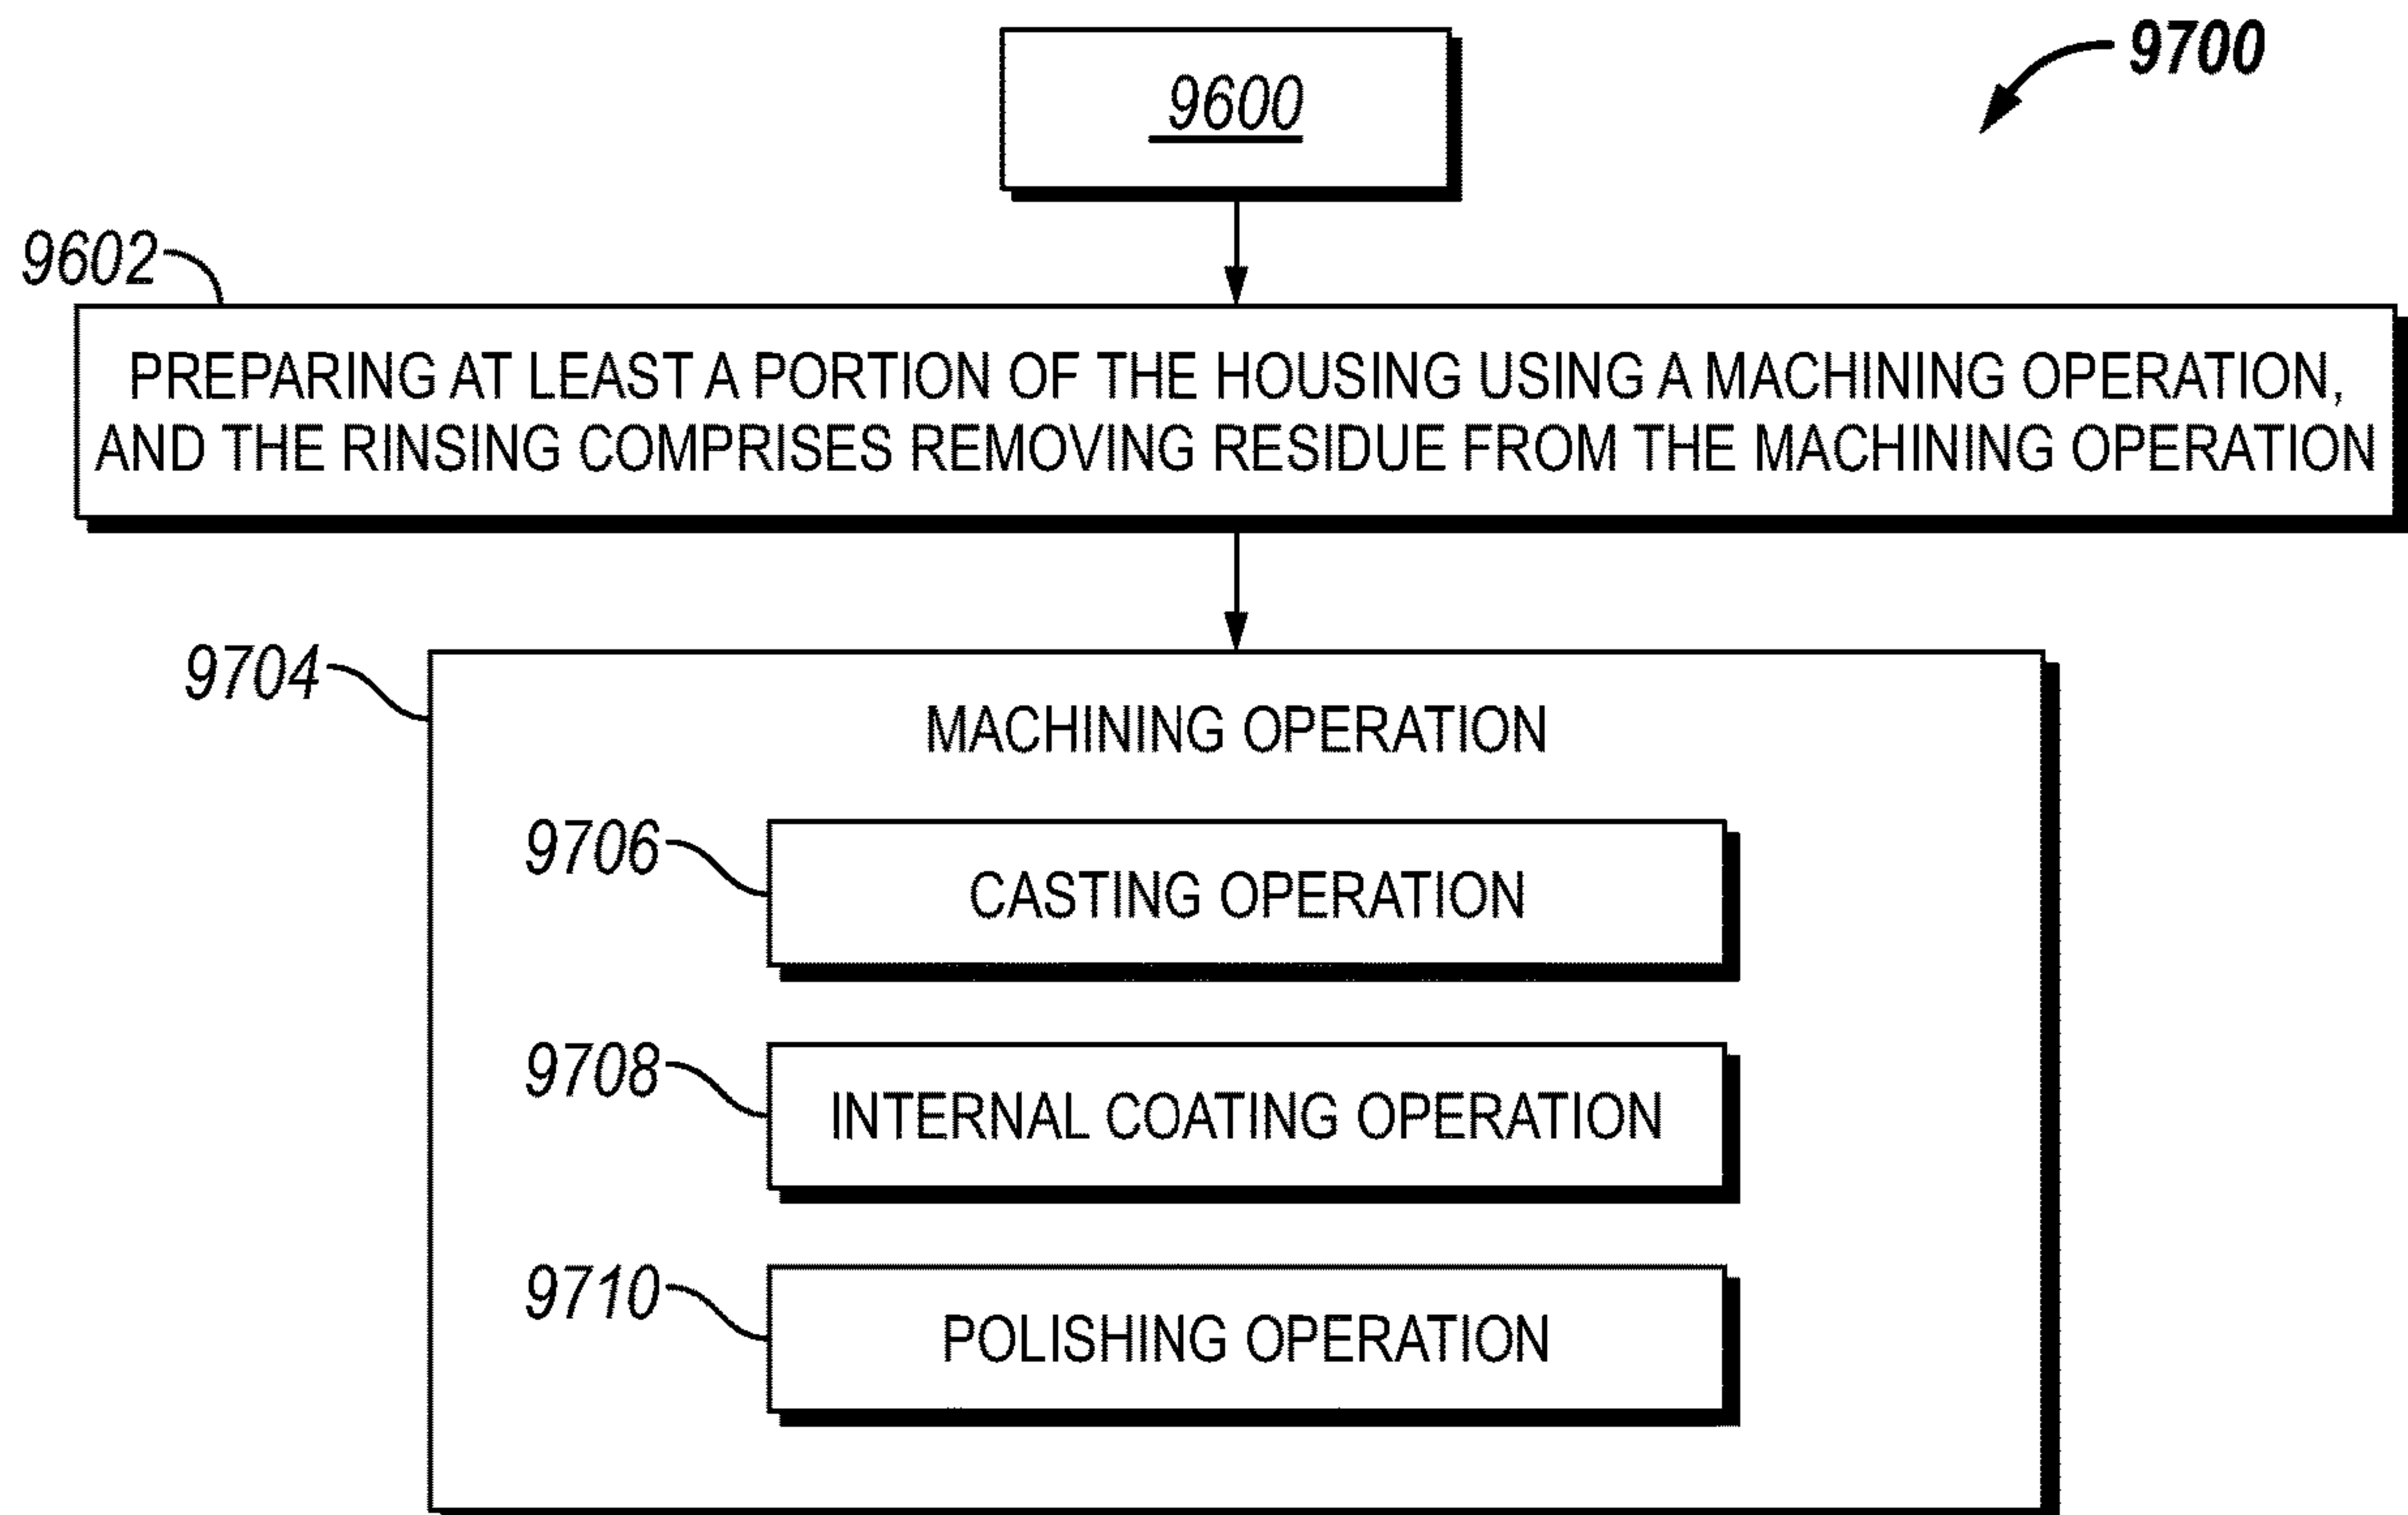 9600
9700
9602
PREPARING AT LEAST A PORTION OF THE HOUSING USING A MACHINING OPERATION,
AND THE RINSING COMPRISES REMOVING RESIDUE FROM THE MACHINING OPERATION
9704
MACHINING OPERATION
9706
CASTING OPERATION
9708
INTERNAL COATING OPERATION
9710
POLISHING OPERATION